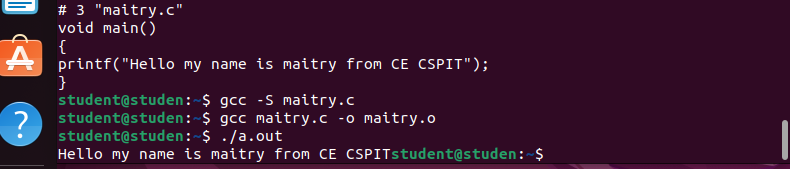 # 3 "maitry.c"
void main()
{
printf("Hello my name is maitry from CE CSPIT");
}
student@studen:~$ gcc -S maitry.c
student@studen:~$ gcc maitry.c -o maitry.o
student@studen:~$ ./a.out
Hello my name is maitry from CE CSPITstudent@studen:~$